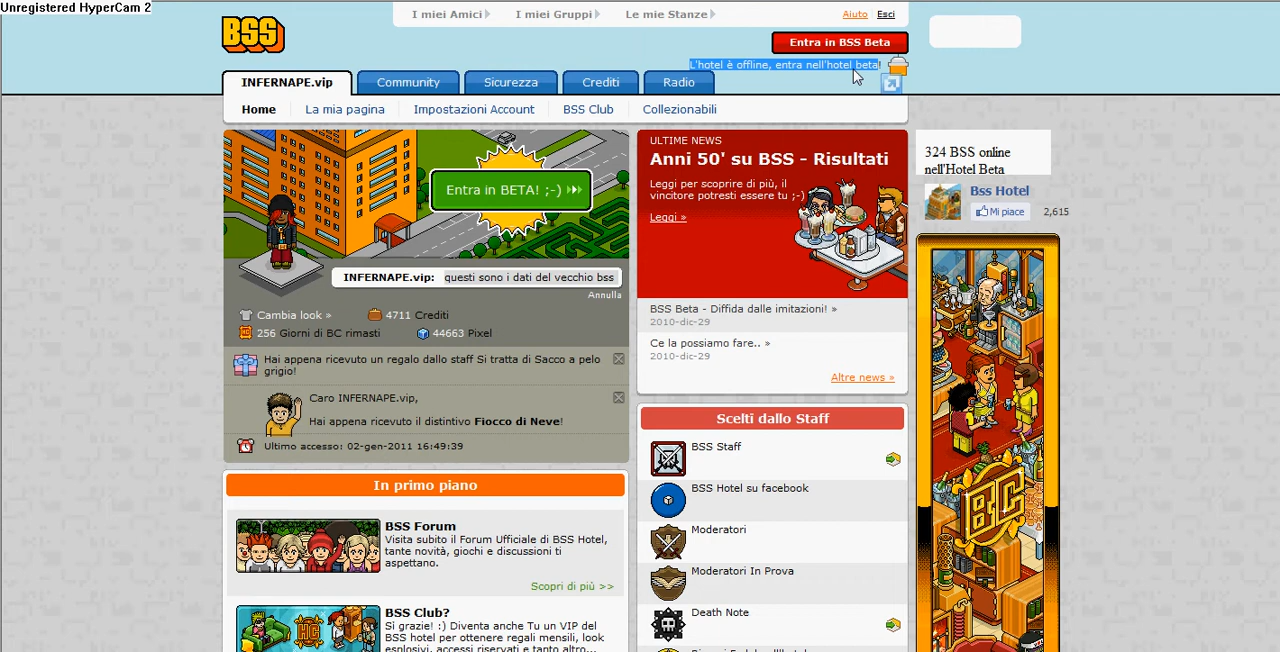 Unregistered HyperCam 2
I miei Amici
I miei Gruppi
Le mie Stanze
Aiuto
Esci
BSS
Entra in BSS Beta
L'hotel è offline, entra nell'hotel beta
INFERNAPE.vip
Community
Sicurezza
Crediti
Radio
Home
La mia pagina
Impostazioni Account
BSS Club
Collezionabili
Entra in BETA! ;-)
INFERNAPE.vip: questi sono i dati del vecchio bss
Annulla
Cambia look »
4711 Crediti
256 Giorni di BC rimasti
44663 Pixel
Hai appena ricevuto un regalo dallo staff Si tratta di Sacco a pelo
grigio!
Caro INFERNAPE.vip,
Hai appena ricevuto il distintivo Fiocco di Neve!
Ultimo accesso: 02-gen-2011 16:49:39
In primo piano
BSS Forum
Visita subito il Forum Ufficiale di BSS Hotel,
tante novità, giochi e discussioni ti
aspettano.
Scopri di più >>
BSS Club?
Si grazie! :) Diventa anche Tu un VIP del
BSS hotel per ottenere regali mensili, look
esplosivi, accessi riservati e tanto altro...
ULTIME NEWS
Anni 50' su BSS - Risultati
Leggi per scoprire di più, il
vincitore potresti essere tu ;-)
Leggi »
BSS Beta - Diffida dalle imitazioni! »
2010-dic-29
Ce la possiamo fare.. »
2010-dic-29
Altre news »
Scelti dallo Staff
BSS Staff
BSS Hotel su facebook
Moderatori
Moderatori In Prova
Death Note
324 BSS online
nell'Hotel Beta
Bss Hotel
Mi piace
2,615
BC